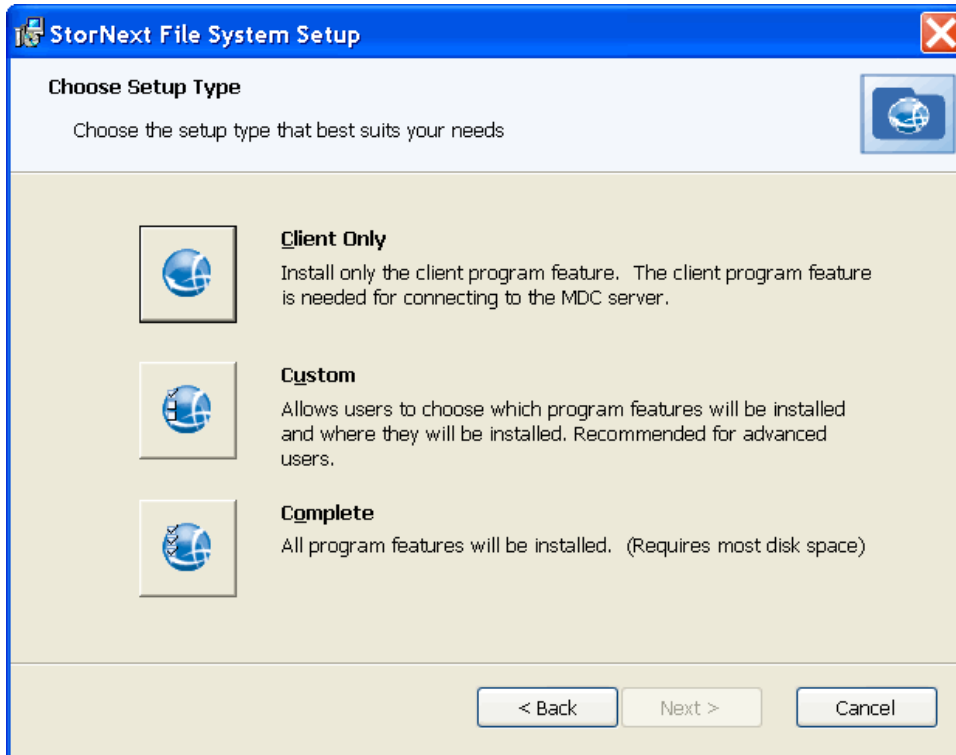 StorNext File System Setup
Choose Setup Type
Choose the setup type that best suits your needs
Client Only
Install only the client program feature. The client program feature
is needed for connecting to the MDC server.
Custom
Allows users to choose which program features will be installed
and where they will be installed. Recommended for advanced
users.
Complete
All program features will be installed. (Requires most disk space)
< Back
Next >
Cancel